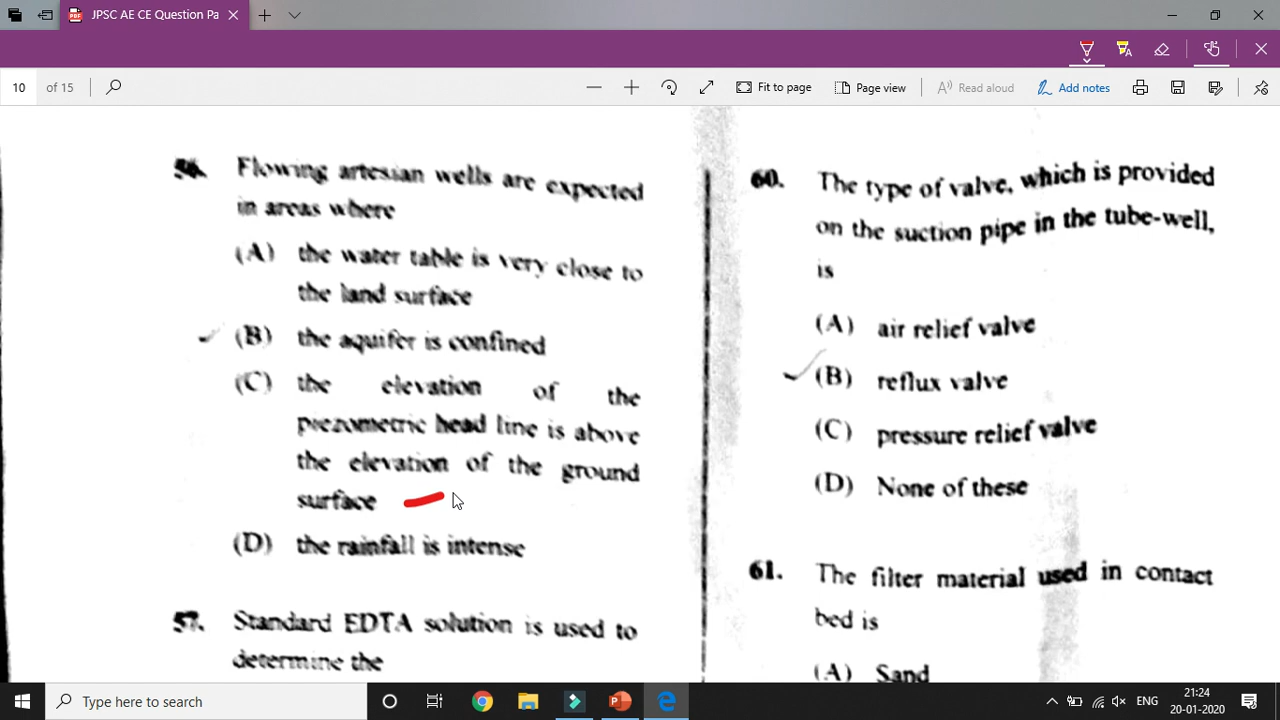 JPSC AE CE Question Pa
10 of 15
Fit to page
Page view
Read aloud
Add notes
56. Flowing artesian wells are expected
in areas where
(A) the water table is very close to
the land surface
(B) the aquifer is confined
(C) the elevation of the
piezometric head line is above
the elevation of the ground
surface
(D) the rainfall is intense
57. Standard EDTA solution is used to
determine the
60. The type of valve, which is provided
on the suction pipe in the tube-well,
is
(A) air relief valve
(B) reflux valve
(C) pressure relief valve
(D) None of these
61. The filter material used in contact
bed is
(A) Sand
Type here to search
ENG
21:24
20-01-2020